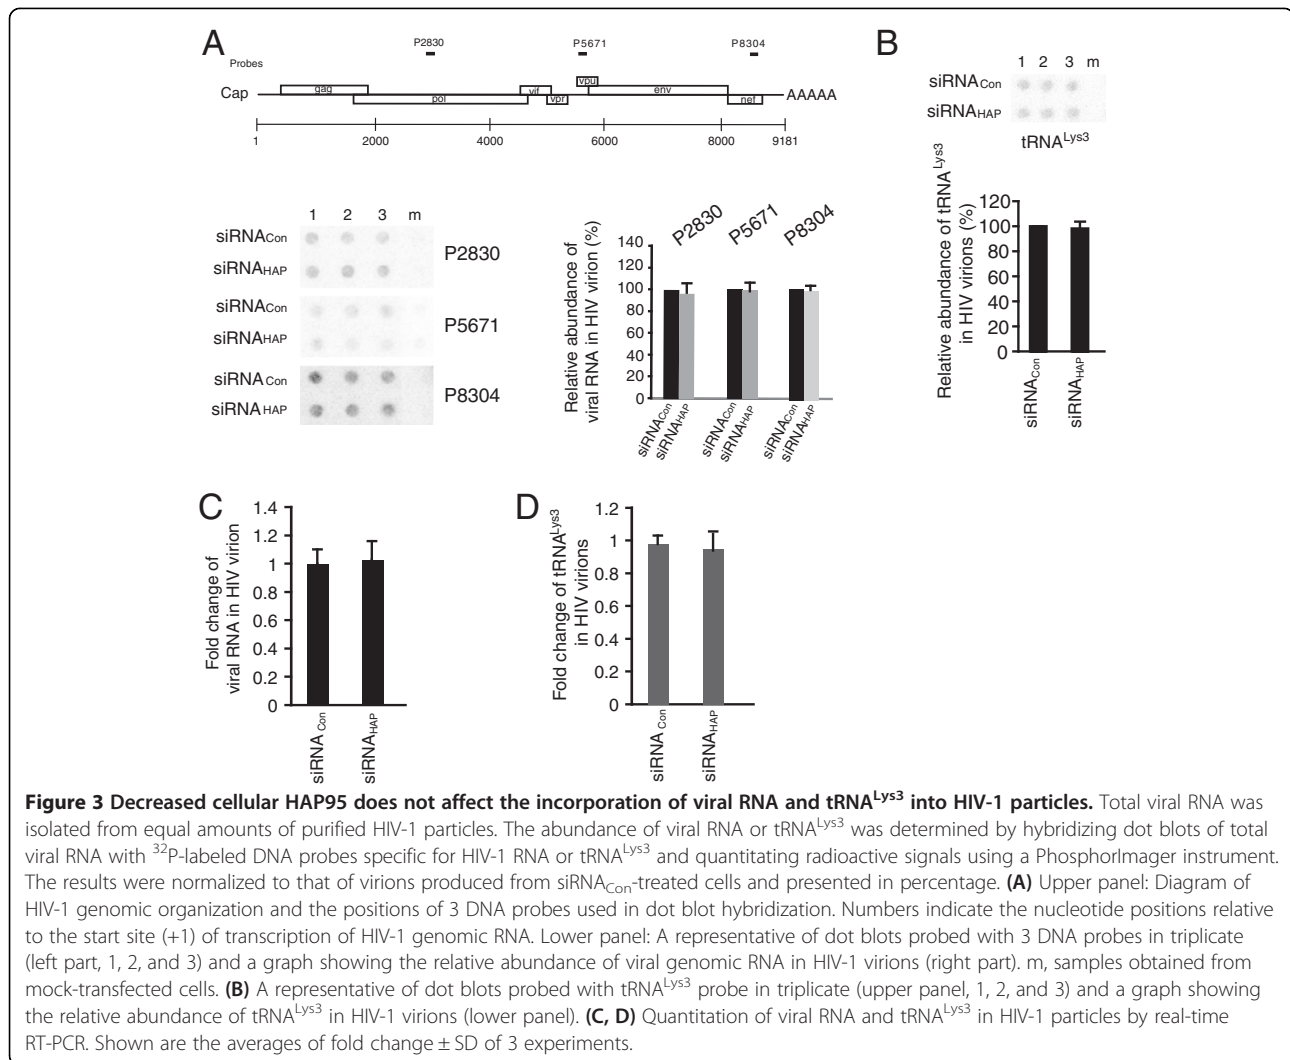 A
Probes
P2830
P5671
P8304
Cap
gag
pol
vif
vpr
vpu
env
nef
AAAAA
1 2000 4000 6000 8000 9181
1 2 3 m
siRNACon
siRNAHAP
P2830
siRNACon
siRNAHAP
P5671
siRNACon
siRNAHAP
P8304
P2830 P5671 P8304
Relative abundance of
viral RNA in HIV virion (%)
140
120
100
80
60
40
20
0
siRNACon
siRNAHAP
siRNACon
siRNAHAP
siRNACon
siRNAHAP
B
1 2 3 m
siRNACon
siRNAHAP
tRNALys3
Relative abundance of tRNALys3
in HIV virions (%)
120
100
80
60
40
20
0
siRNACon
siRNAHAP
C
Fold change of
viral RNA in HIV virion
1.4
1.2
1
0.8
0.6
0.4
0.2
0
siRNA Con
siRNAHAP
D
Fold change of tRNALys3
in HIV virions
1.2
1
0.8
0.6
0.4
0.2
0
siRNA Con
siRNAHAP
Figure 3 Decreased cellular HAP95 does not affect the incorporation of viral RNA and tRNALys3 into HIV-1 particles. Total viral RNA was
isolated from equal amounts of purified HIV-1 particles. The abundance of viral RNA or tRNALys3 was determined by hybridizing dot blots of total
viral RNA with 32P-labeled DNA probes specific for HIV-1 RNA or tRNALys3 and quantitating radioactive signals using a PhosphorImager instrument.
The results were normalized to that of virions produced from siRNACon-treated cells and presented in percentage. (A) Upper panel: Diagram of
HIV-1 genomic organization and the positions of 3 DNA probes used in dot blot hybridization. Numbers indicate the nucleotide positions relative
to the start site (+1) of transcription of HIV-1 genomic RNA. Lower panel: A representative of dot blots probed with 3 DNA probes in triplicate
(left part, 1, 2, and 3) and a graph showing the relative abundance of viral genomic RNA in HIV-1 virions (right part). m, samples obtained from
mock-transfected cells. (B) A representative of dot blots probed with tRNALys3 probe in triplicate (upper panel, 1, 2, and 3) and a graph showing
the relative abundance of tRNALys3 in HIV-1 virions (lower panel). (C, D) Quantitation of viral RNA and tRNALys3 in HIV-1 particles by real-time
RT-PCR. Shown are the averages of fold change ± SD of 3 experiments.